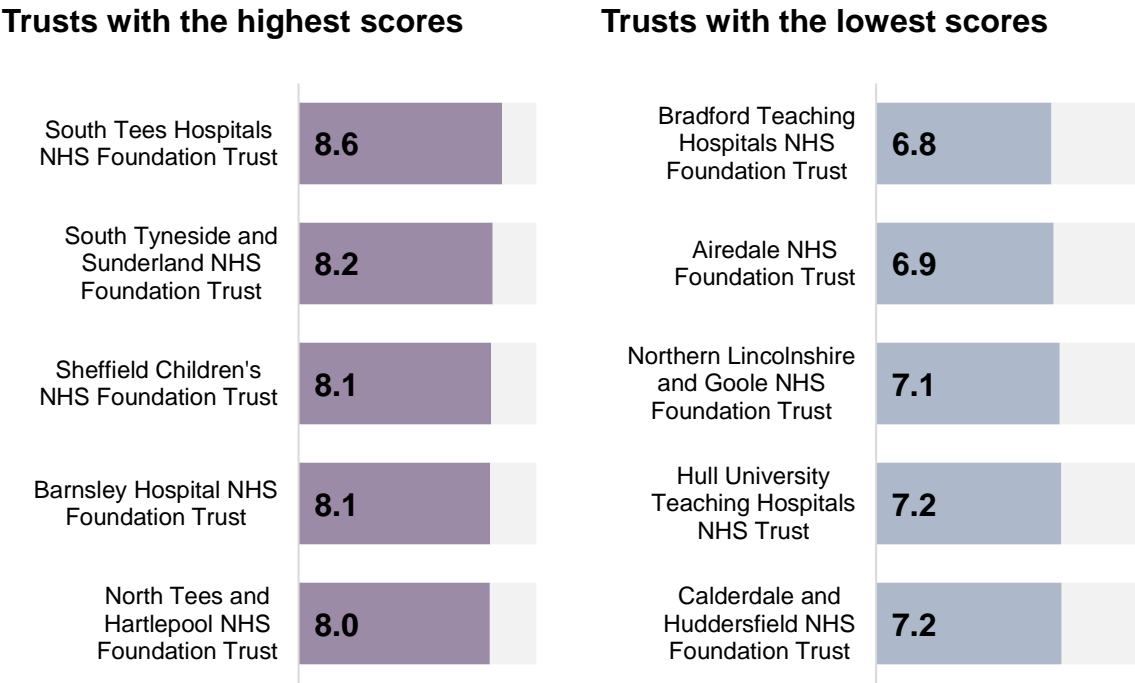 Trusts with the highest scores
South Tees Hospitals
NHS Foundation Trust
8.6
South Tyneside and
Sunderland NHS
Foundation Trust
8.2
Sheffield Children's
NHS Foundation Trust
8.1
Barnsley Hospital NHS
Foundation Trust
8.1
North Tees and
Hartlepool NHS
Foundation Trust
8.0
Trusts with the lowest scores
Bradford Teaching
Hospitals NHS
Foundation Trust
6.8
Airedale NHS
Foundation Trust
6.9
Northern Lincolnshire
and Goole NHS
Foundation Trust
7.1
Hull University
Teaching Hospitals
NHS Trust
7.2
Calderdale and
Huddersfield NHS
Foundation Trust
7.2